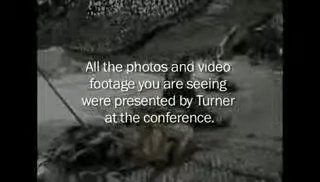 All the photos and video
footage you are seeing
were presented by Turner
at the conference.